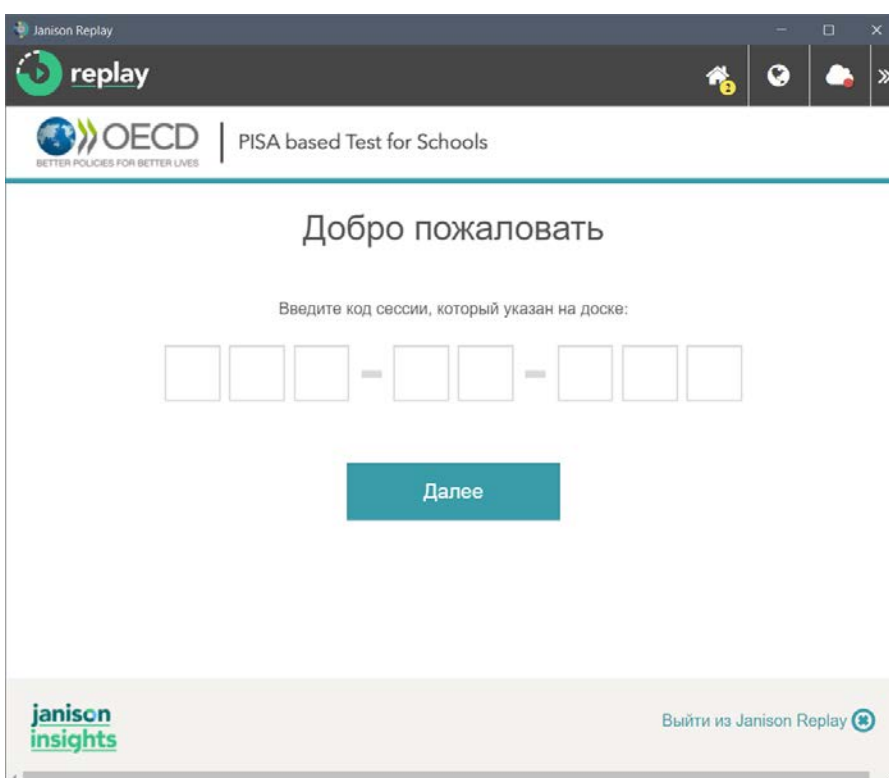 Janison Replay
replay
2
OECD
BETTER POLICIES FOR BETTER LIVES
PISA based Test for Schools
Добро пожаловать
Введите код сессии, который указан на доске:
Далее
janison
insights
Выйти из Janison Replay